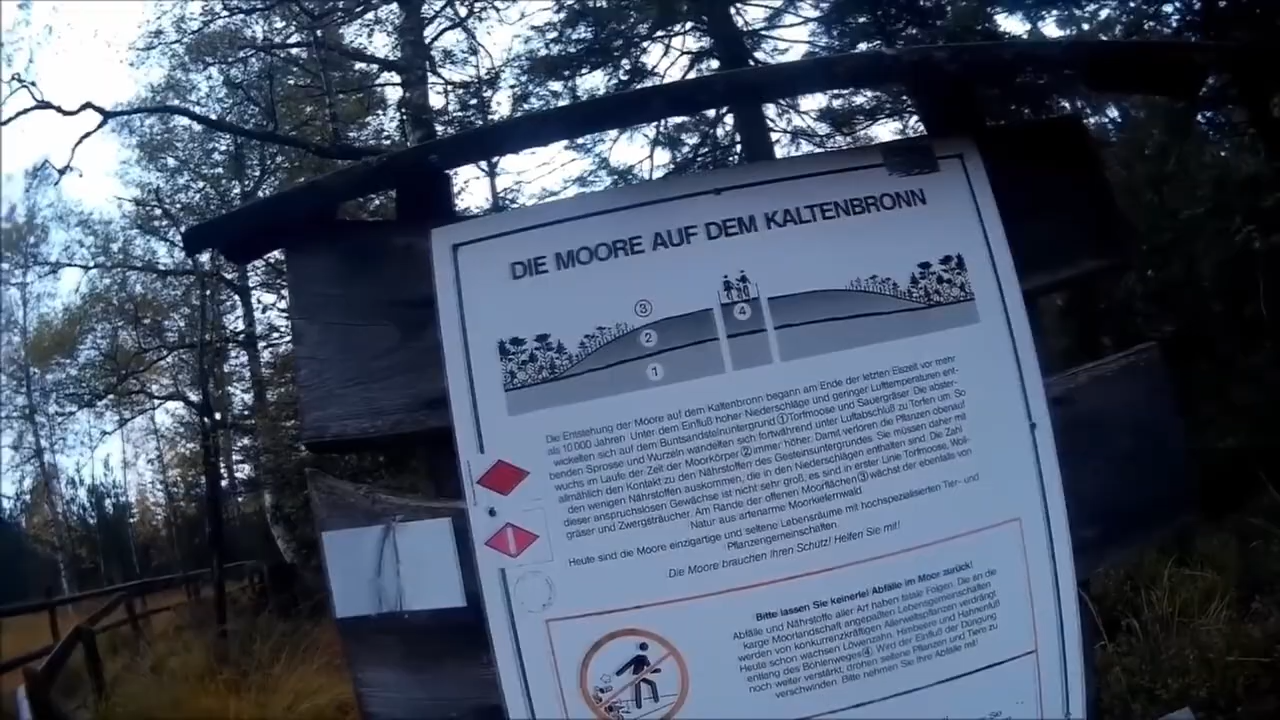 DIE MOORE AUF DEM KALTENBRONN
3
4
2
1
Die Entstehung der Moore auf dem Kaltenbronn begann am Ende der letzten Eiszeit vor mehr
als 10 000 Jahren. Unter dem Einfluß hoher Niederschläge und geringer Lufttemperaturen ent-
wickelten sich auf dem Buntsandsteinuntergrund ① Torfmoose und Sauergräser. Die abster-
benden Sprosse und Wurzeln wandelten sich fortwährend unter Luftabschluß zu Torfen um. So
wuchs im Laufe der Zeit der Moorkörper ② immer höher. Damit verloren die Pflanzen obenauf
allmählich den Kontakt zu den Nährstoffen des Gesteinsuntergrundes. Sie müssen daher mit
den wenigen Nährstoffen auskommen, die in den Niederschlägen enthalten sind. Die Zahl
dieser anspruchslosen Gewächse ist nicht sehr groß, es sind in erster Linie Torfmoose, Wol-
gräser und Zwergsträucher. Am Rande der offenen Moorflächen ③ wächst der ebenfalls von
Natur aus artenarme Moorkiefernwald.
Heute sind die Moore einzigartige und seltene Lebensräume mit hochspezialisierten Tier- und
Pflanzengemeinschaften.
Die Moore brauchen Ihren Schutz! Helfen Sie mit!
Bitte lassen Sie keinerlei Abfälle im Moor zurück!
Abfälle und Nährstoffe aller Art haben fatale Folgen. Die an die
karge Moorlandschaft angepaßten Lebensgemeinschaften
werden von konkurrenzkräftigen Allerweltspflanzen verdrängt.
Heute schon wachsen Löwenzahn, Himbeere und Hahnenfuß
entlang des Bohlenweges ④. Wird der Einfluß der Düngung
noch weiter verstärkt, drohen seltene Pflanzen und Tiere zu
verschwinden. Bitte nehmen Sie Ihre Abfälle mit!